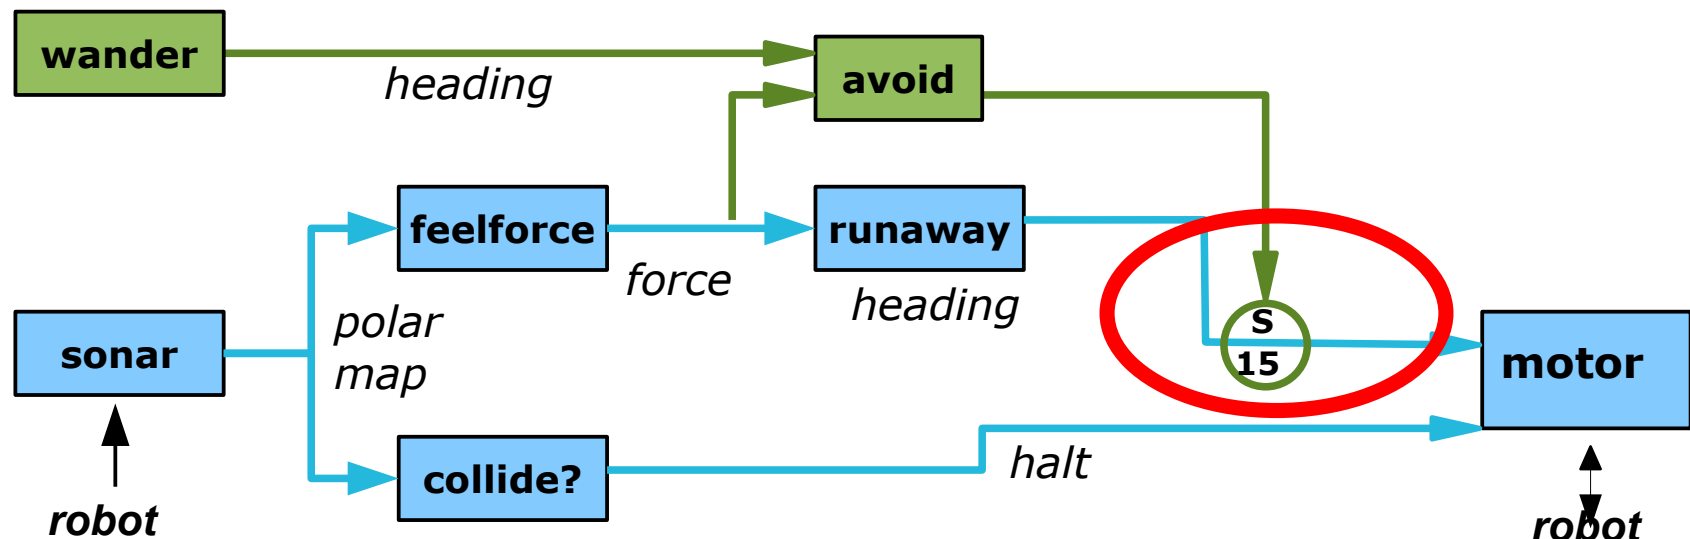 wander
heading
avoid
feelforce
force
runaway
heading
sonar
polar
map
S
15
motor
collide?
halt
robot
robot